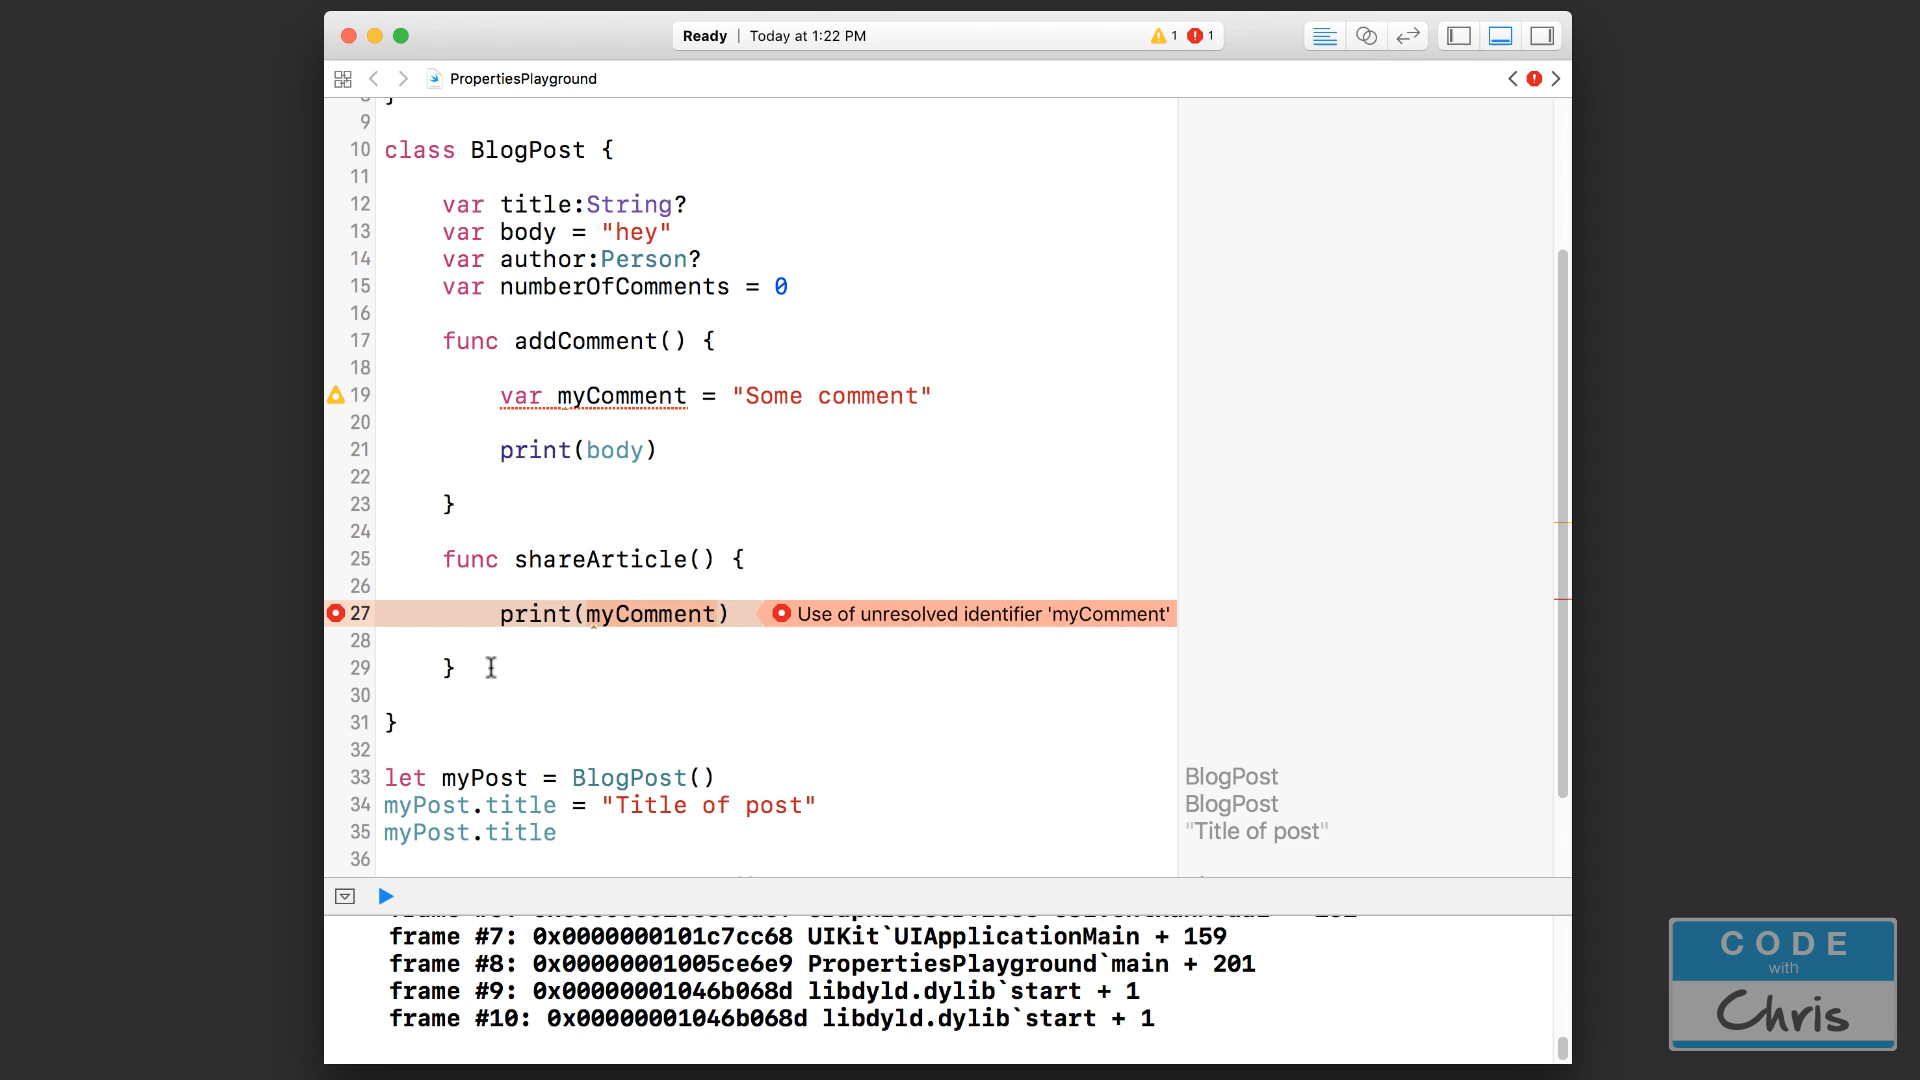 Ready | Today at 1:22 PM 1 1
PropertiesPlayground
9
10 class BlogPost {
11
12 var title:String?
13 var body = "hey"
14 var author:Person?
15 var numberOfComments = 0
16
17 func addComment() {
18
19 var myComment = "Some comment"
20
21 print(body)
22
23 }
24
25 func shareArticle() {
26
27 print(myComment) Use of unresolved identifier 'myComment'
28
29 }
30
31 }
32
33 let myPost = BlogPost() BlogPost
34 myPost.title = "Title of post" BlogPost
35 myPost.title "Title of post"
36
frame #7: 0x0000000101c7cc68 UIKit`UIApplicationMain + 159
frame #8: 0x00000001005ce6e9 PropertiesPlayground`main + 201
frame #9: 0x00000001046b068d libdyld.dylib`start + 1
frame #10: 0x00000001046b068d libdyld.dylib`start + 1
CODE
with
Chris